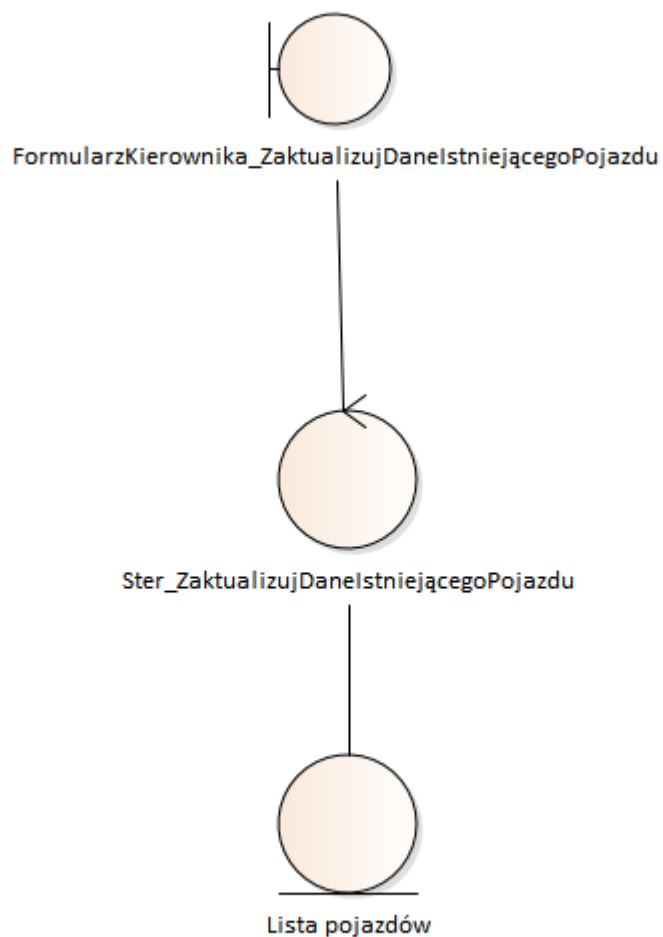 FormularzKierownika_ZaktualizujDaneIstniejącegoPojazdu
Ster_ZaktualizujDaneIstniejącegoPojazdu
Lista pojazdów